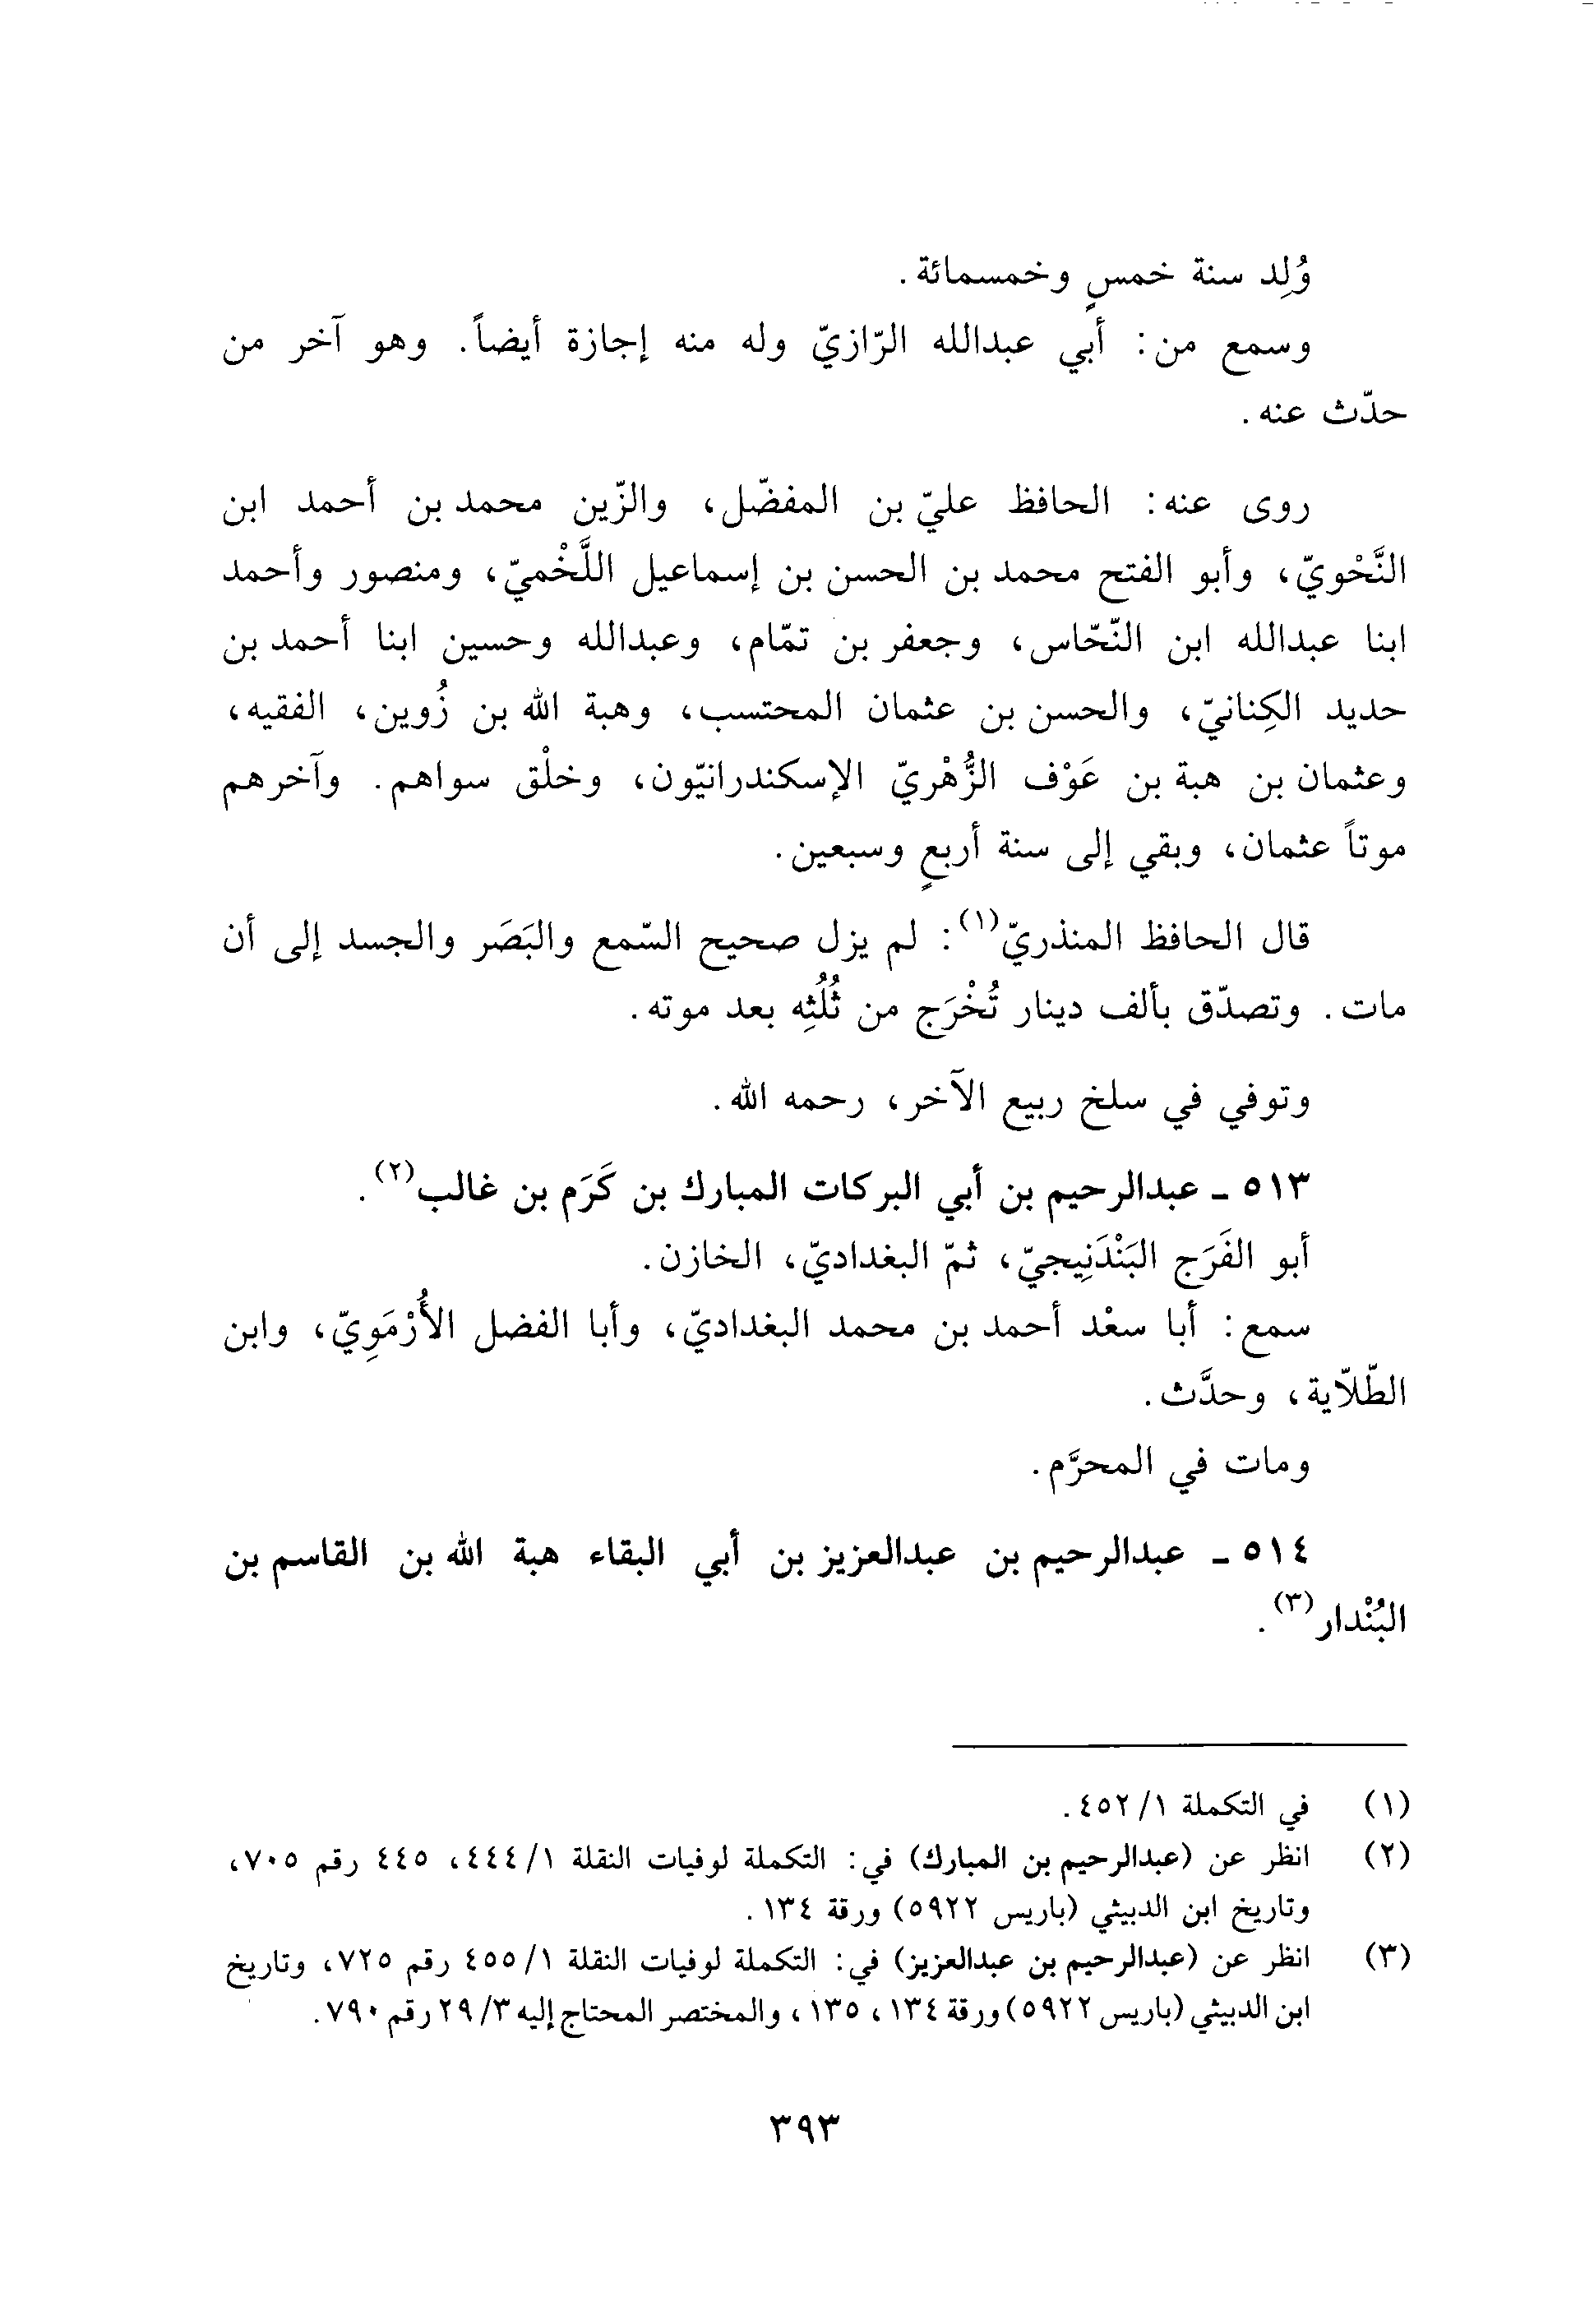 وُلِد سنة خمسٍ وخمسمائة.
وسمع من: أبي عبدالله الرّازيّ وله منه إجازة أيضاً. وهو آخر من
حدّث عنه.
روى عنه: الحافظ عليّ بن المفضّل، والزّين محمد بن أحمد ابن
النَّحْويّ، وأبو الفتح محمد بن الحسن بن إسماعيل اللَّخْميّ، ومنصور وأحمد
ابنا عبدالله ابن النّحّاس، وجعفر بن تمّام، وعبدالله وحسين ابنا أحمد بن
حديد الكِنانيّ، والحسن بن عثمان المحتسب، وهبة الله بن زُوين، الفقيه،
وعثمان بن هبة بن عَوْف الزُّهْريّ الإسكندرانيّون، وخلْق سواهم. وآخرهم
موتاً عثمان، وبقي إلى سنة أربعٍ وسبعين.
قال الحافظ المنذريّ(١): لم يزل صحيح السّمع والبَصَر والجسد إلى أن
مات. وتصدّق بألف دينار تُخْرَج من ثُلُثِه بعد موته.
وتوفي في سلخ ربيع الآخر، رحمه الله.
٥١٣ ـ عبدالرحيم بن أبي البركات المبارك بن كَرَم بن غالب(٢).
أبو الفَرَج البَنْدَنِيجيّ، ثمّ البغداديّ، الخازن.
سمع: أبا سعْد أحمد بن محمد البغداديّ، وأبا الفضل الأُرْمَوِيّ، وابن
الطّلّاية، وحدَّث.
ومات في المحرَّم.
٥١٤ ـ عبدالرحيم بن عبدالعزيز بن أبي البقاء هبة الله بن القاسم بن
البُنْدار(٣).
(١) في التكملة ١/ ٤٥٢.
(٢) انظر عن (عبدالرحيم بن المبارك) في: التكملة لوفيات النقلة ١/ ٤٤٤، ٤٤٥ رقم ٧٠٥،
وتاريخ ابن الدبيثي (باريس ٥٩٢٢) ورقة ١٣٤.
(٣) انظر عن (عبدالرحيم بن عبدالعزيز) في: التكملة لوفيات النقلة ١/ ٤٥٥ رقم ٧٢٥، وتاريخ
ابن الدبيثي (باريس ٥٩٢٢) ورقة ١٣٤، ١٣٥، والمختصر المحتاج إليه ٣/ ٢٩ رقم ٧٩٠.
٣٩٣